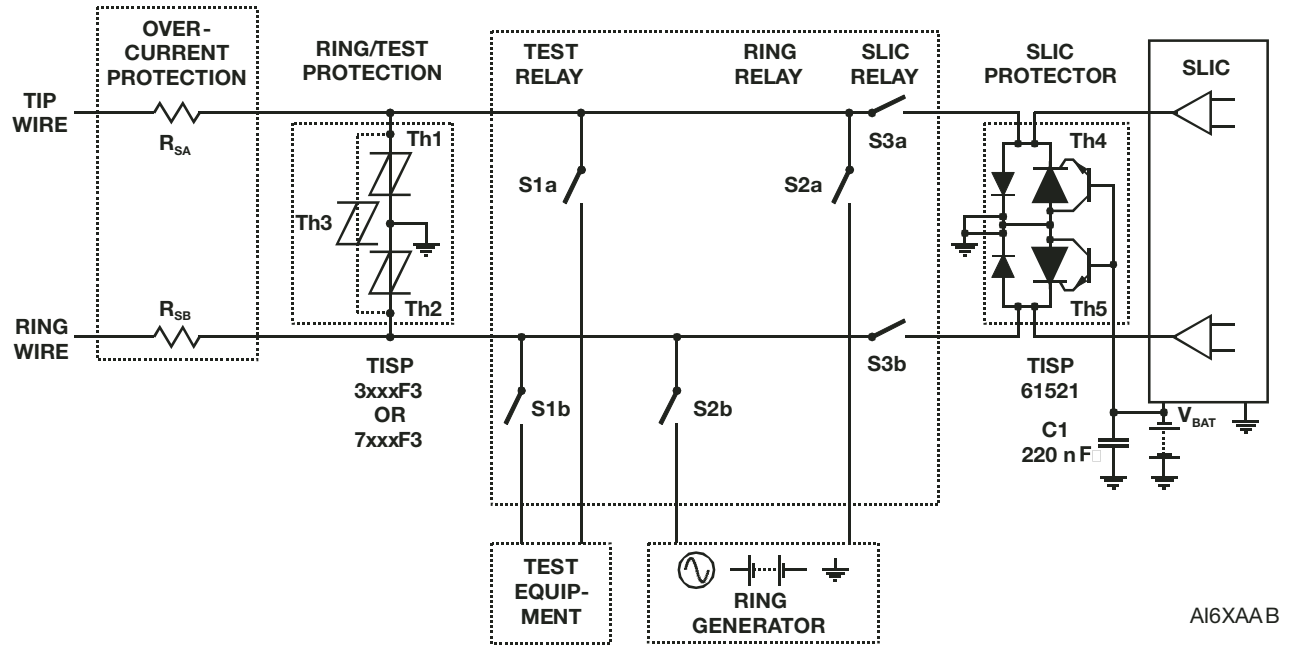 OVER-
CURRENT
PROTECTION
RING/TEST
PROTECTION
TEST
RELAY
RING
RELAY
SLIC
RELAY
SLIC
PROTECTOR
SLIC
TIP
WIRE
RSA
Th1
Th3
Th2
S1a
S2a
S3a
Th4
Th5
RING
WIRE
RSB
TISP
3xxxF3
OR
7xxxF3
S1b
S2b
S3b
TISP
61521
C1
220 nF
VBAT
TEST
EQUIP-
MENT
RING
GENERATOR
AI6XAAB